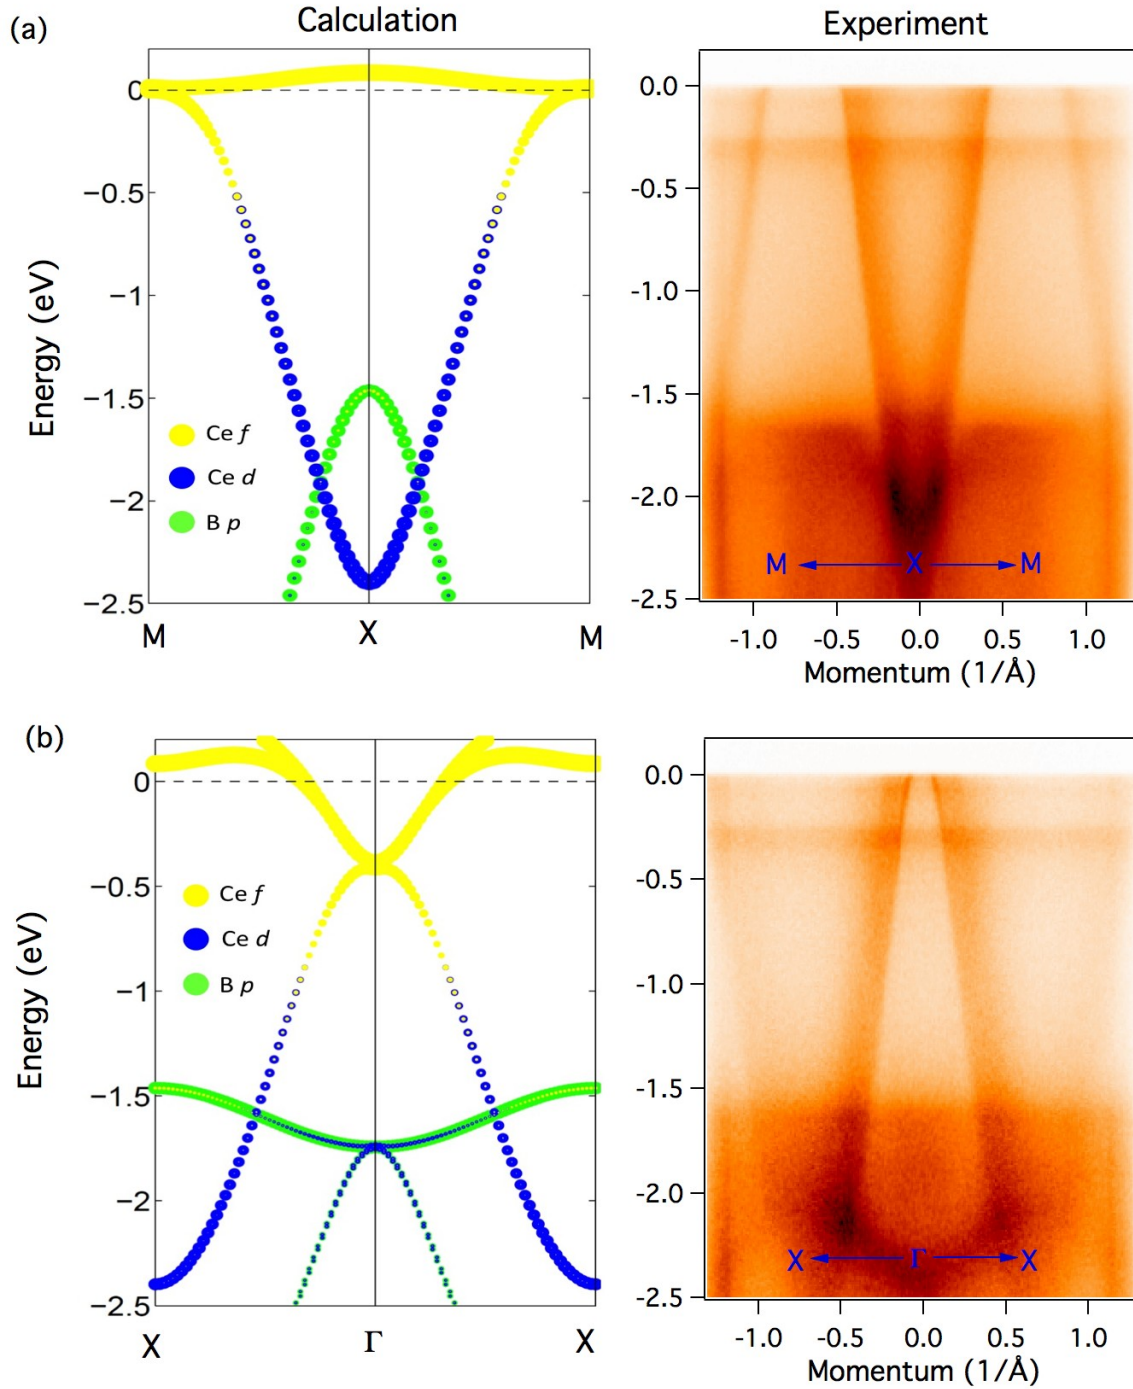 (a)
Calculation
Experiment
Energy (eV)
0
−0.5
−1
−1.5
−2
−2.5
Ce f
Ce d
B p
M
X
M
0.0
-0.5
-1.0
-1.5
-2.0
-2.5
M X M
-1.0 -0.5 0.0 0.5 1.0
Momentum (1/Å)
(b)
Energy (eV)
0
−0.5
−1
−1.5
−2
−2.5
Ce f
Ce d
B p
X
Γ
X
0.0
-0.5
-1.0
-1.5
-2.0
-2.5
X Γ X
-1.0 -0.5 0.0 0.5 1.0
Momentum (1/Å)